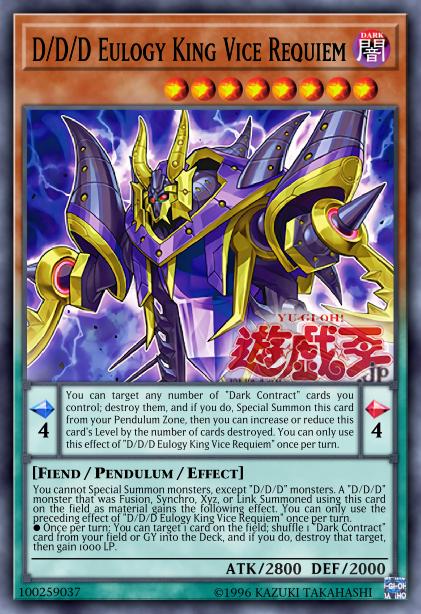 D/D/D Eulogy King Vice Requiem
DARK
闇
YU-GI-OH!
遊戯王
.jp
You can target any number of "Dark Contract" cards you
control; destroy them, and if you do, Special Summon this card
from your Pendulum Zone, then you can increase or reduce this
card's Level by the number of cards destroyed. You can only use
this effect of "D/D/D Eulogy King Vice Requiem" once per turn.
4
4
[Fiend / Pendulum / Effect]
You cannot Special Summon monsters, except "D/D/D" monsters. A "D/D/D"
monster that was Fusion, Synchro, Xyz, or Link Summoned using this card
on the field as material gains the following effect. You can only use the
preceding effect of "D/D/D Eulogy King Vice Requiem" once per turn.
● Once per turn: You can target 1 card on the field; shuffle 1 "Dark Contract"
card from your field or GY into the Deck, and if you do, destroy that target,
then gain 1000 LP.
ATK/2800 DEF/2000
100259037
©1996 KAZUKI TAKAHASHI